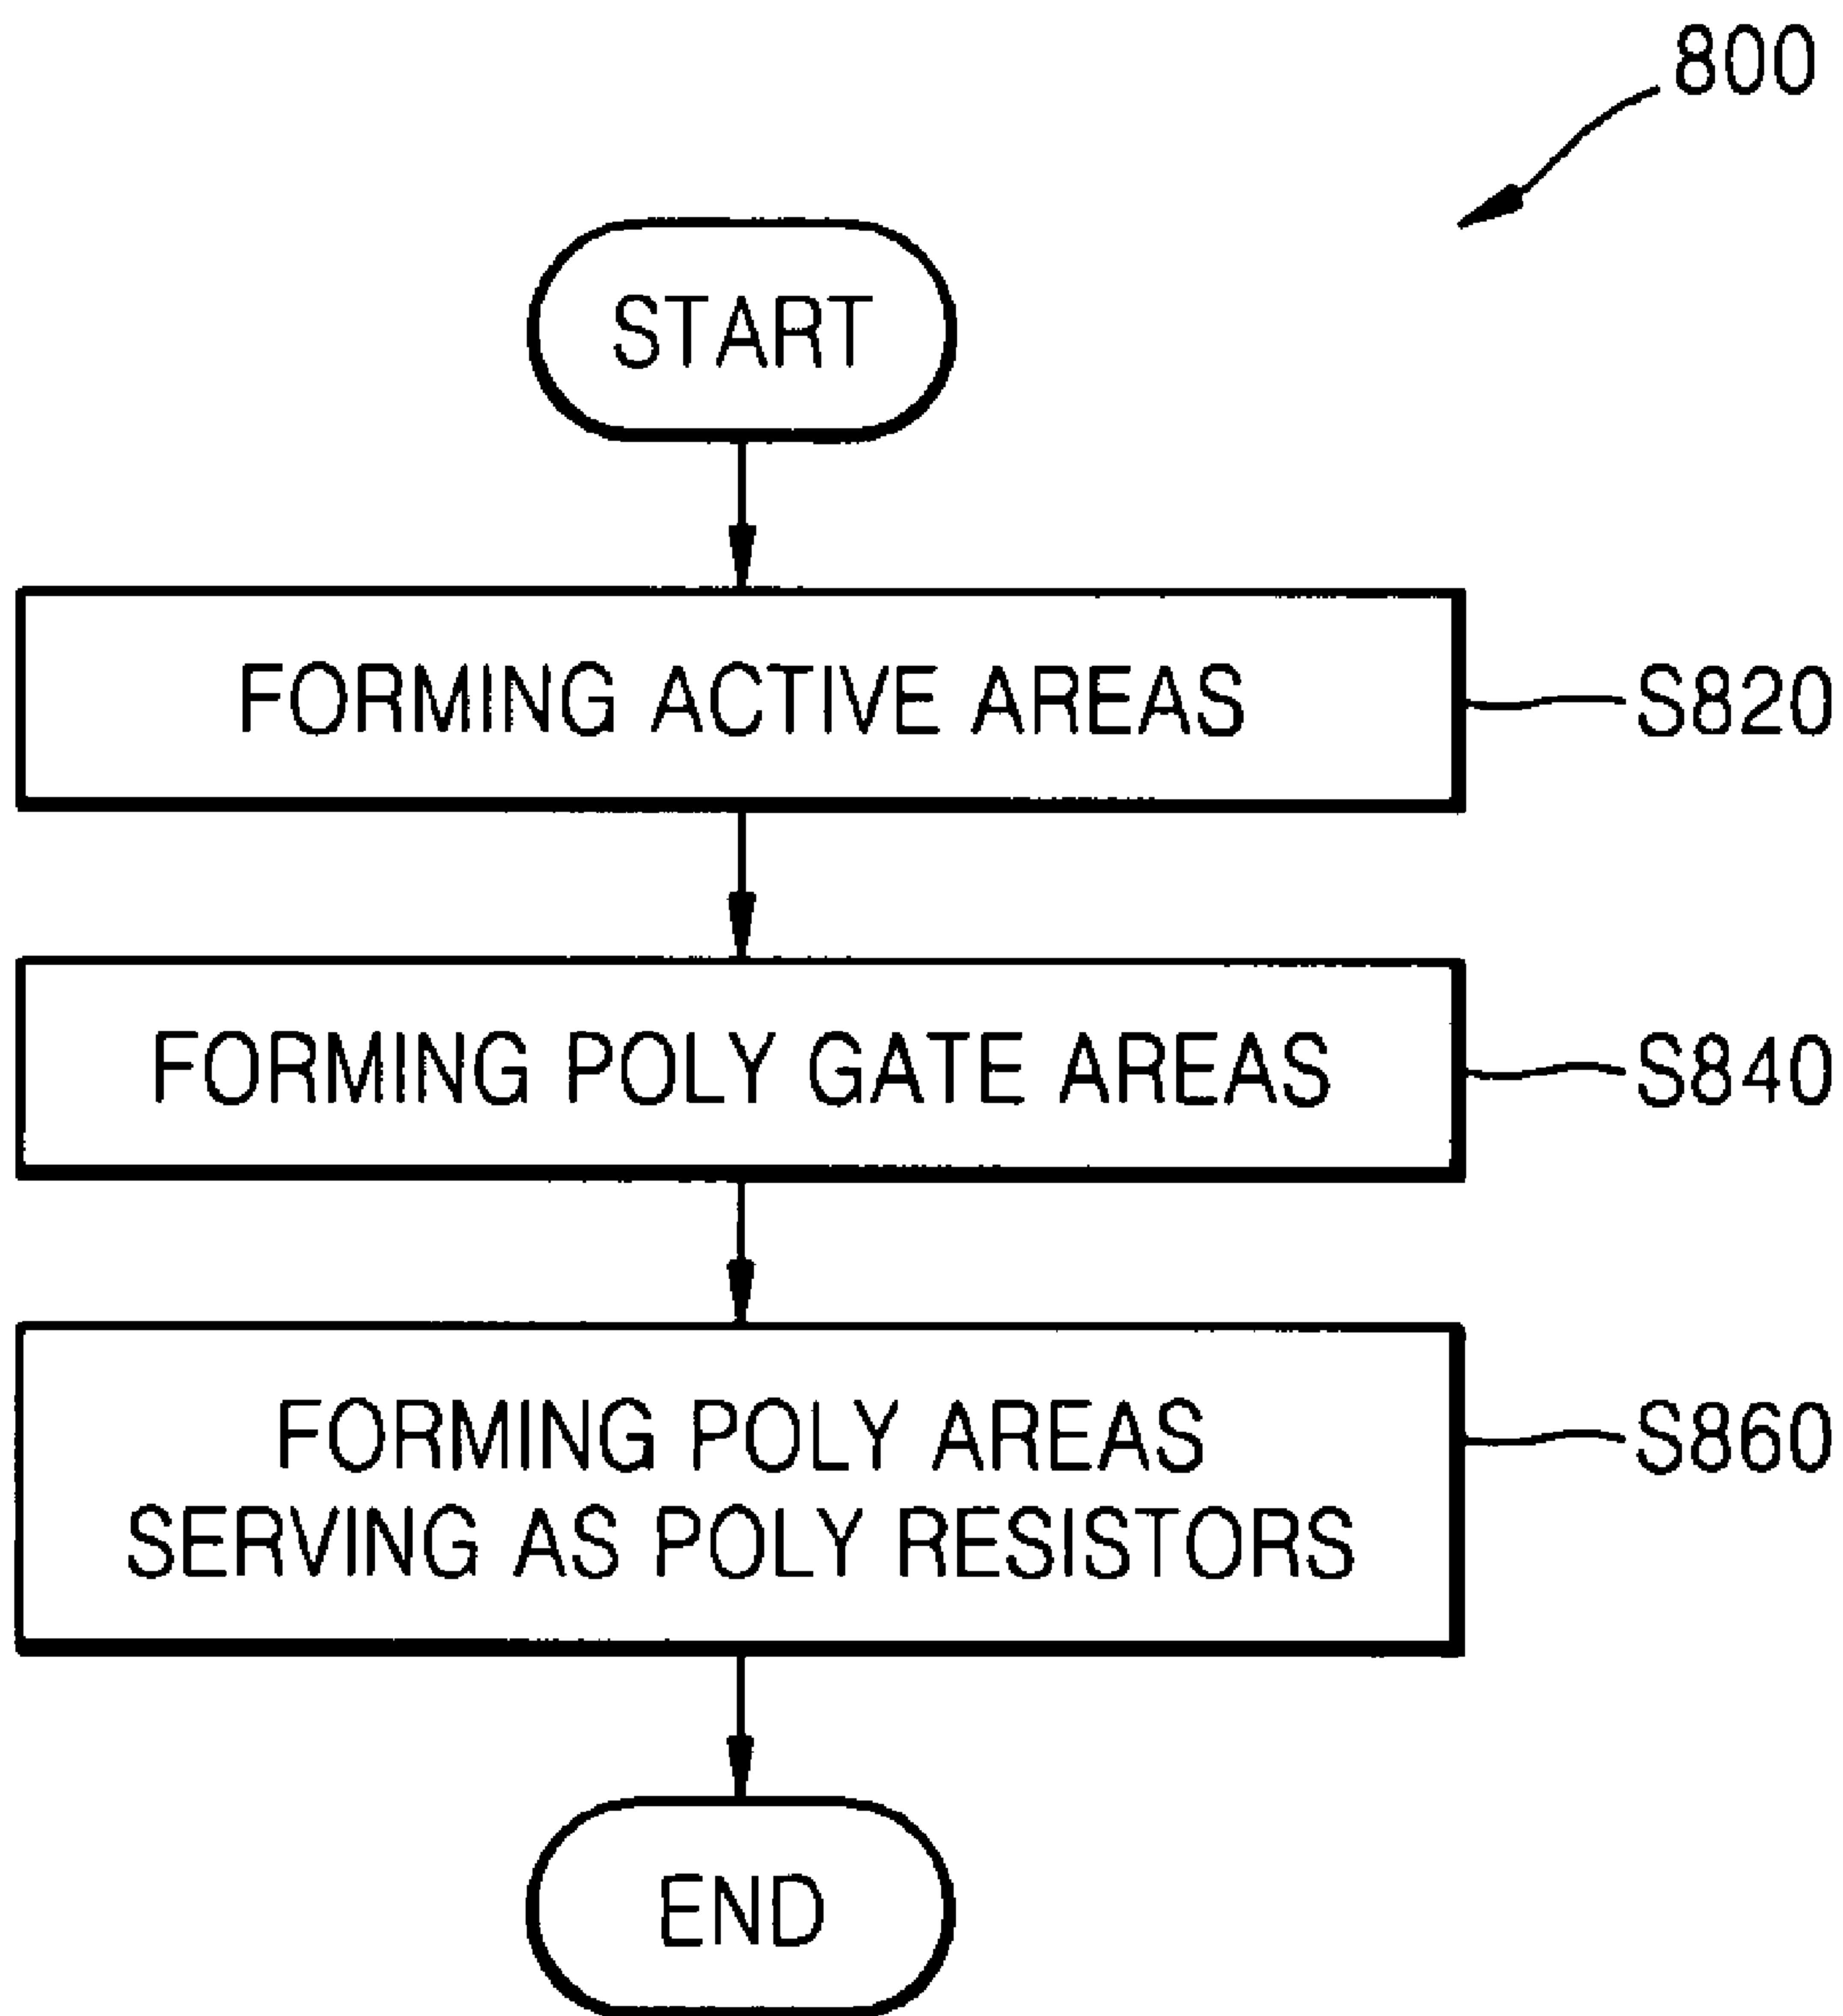 800
START
FORMING ACTIVE AREAS
S820
FORMING POLY GATE AREAS
S840
FORMING POLY AREAS
SERVING AS POLY RESISTORS
S860
END